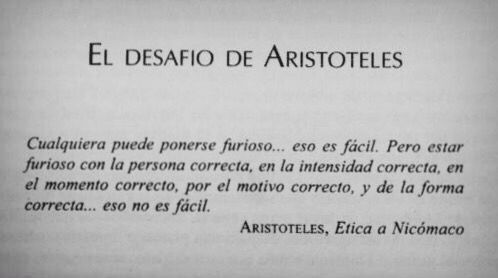 EL DESAFIO DE ARISTOTELES
Cualquiera puede ponerse furioso... eso es fácil. Pero estar
furioso con la persona correcta, en la intensidad correcta, en
el momento correcto, por el motivo correcto, y de la forma
correcta... eso no es fácil.
ARISTOTELES, Etica a Nicómaco